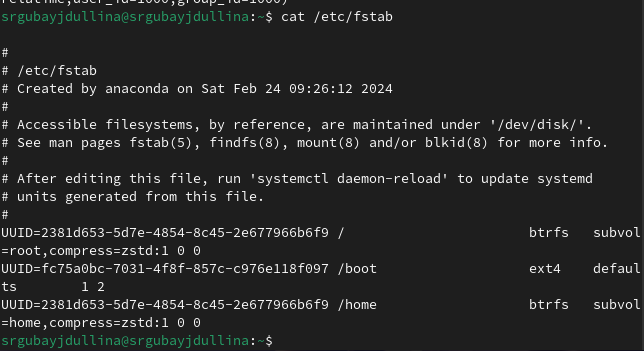 relatime,user_id=1000,group_id=1000)
srgubayjdullina@srgubayjdullina:~$ cat /etc/fstab

#
# /etc/fstab
# Created by anaconda on Sat Feb 24 09:26:12 2024
#
# Accessible filesystems, by reference, are maintained under '/dev/disk/'.
# See man pages fstab(5), findfs(8), mount(8) and/or blkid(8) for more info.
#
# After editing this file, run 'systemctl daemon-reload' to update systemd
# units generated from this file.
#
UUID=2381d653-5d7e-4854-8c45-2e677966b6f9 /                       btrfs   subvol
=root,compress=zstd:1 0 0
UUID=fc75a0bc-7031-4f8f-857c-c976e118f097 /boot                   ext4    defaul
ts        1 2
UUID=2381d653-5d7e-4854-8c45-2e677966b6f9 /home                   btrfs   subvol
=home,compress=zstd:1 0 0
srgubayjdullina@srgubayjdullina:~$